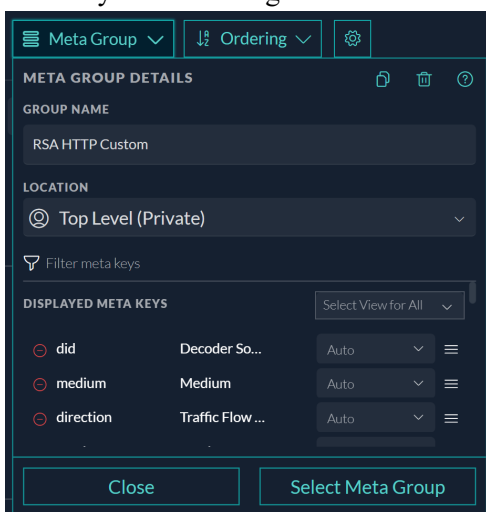 Meta Group Ordering
META GROUP DETAILS
GROUP NAME
RSA HTTP Custom
LOCATION
Top Level (Private)
Filter meta keys
DISPLAYED META KEYS Select View for All
did Decoder So... Auto
medium Medium Auto
direction Traffic Flow ... Auto
Close Select Meta Group